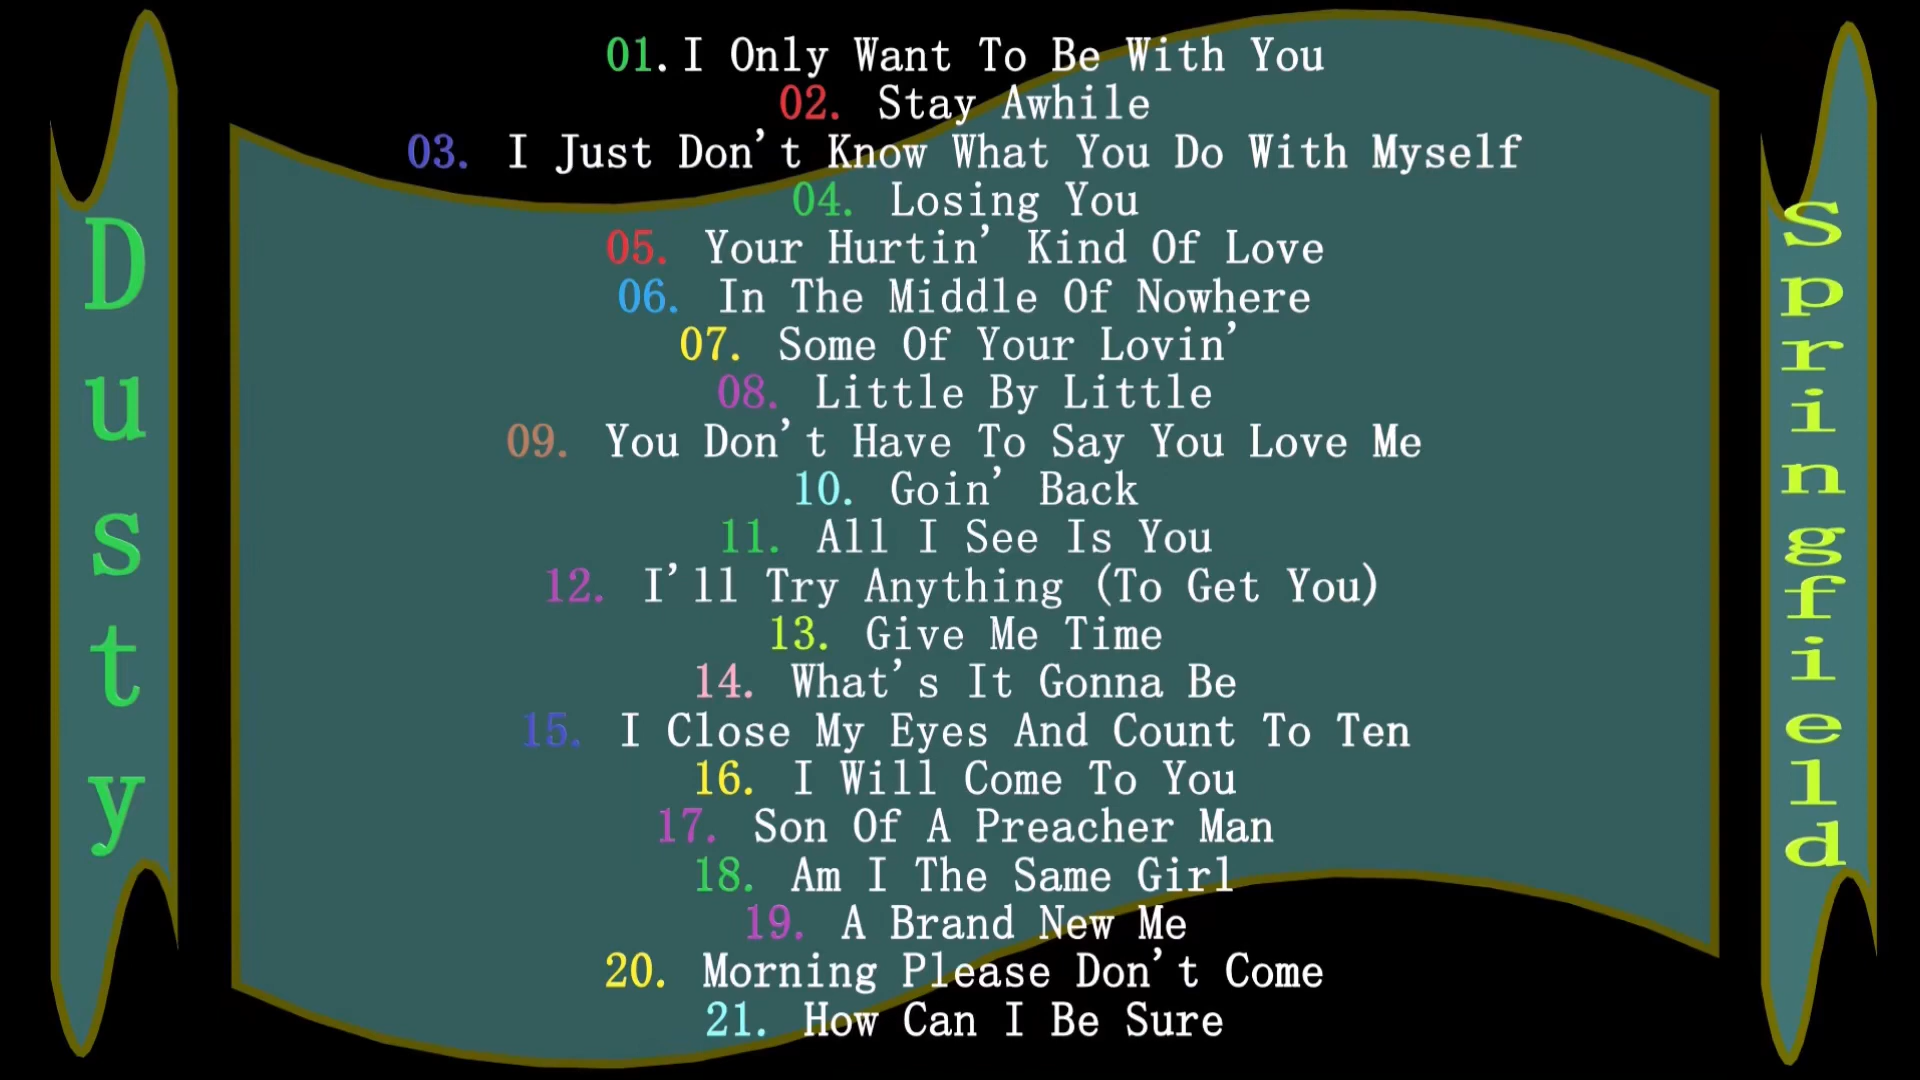 Dusty
01. I Only Want To Be With You
02. Stay Awhile
03. I Just Don't Know What You Do With Myself
04. Losing You
05. Your Hurtin' Kind Of Love
06. In The Middle Of Nowhere
07. Some Of Your Lovin'
08. Little By Little
09. You Don't Have To Say You Love Me
10. Goin' Back
11. All I See Is You
12. I'll Try Anything (To Get You)
13. Give Me Time
14. What's It Gonna Be
15. I Close My Eyes And Count To Ten
16. I Will Come To You
17. Son Of A Preacher Man
18. Am I The Same Girl
19. A Brand New Me
20. Morning Please Don't Come
21. How Can I Be Sure
Springfield